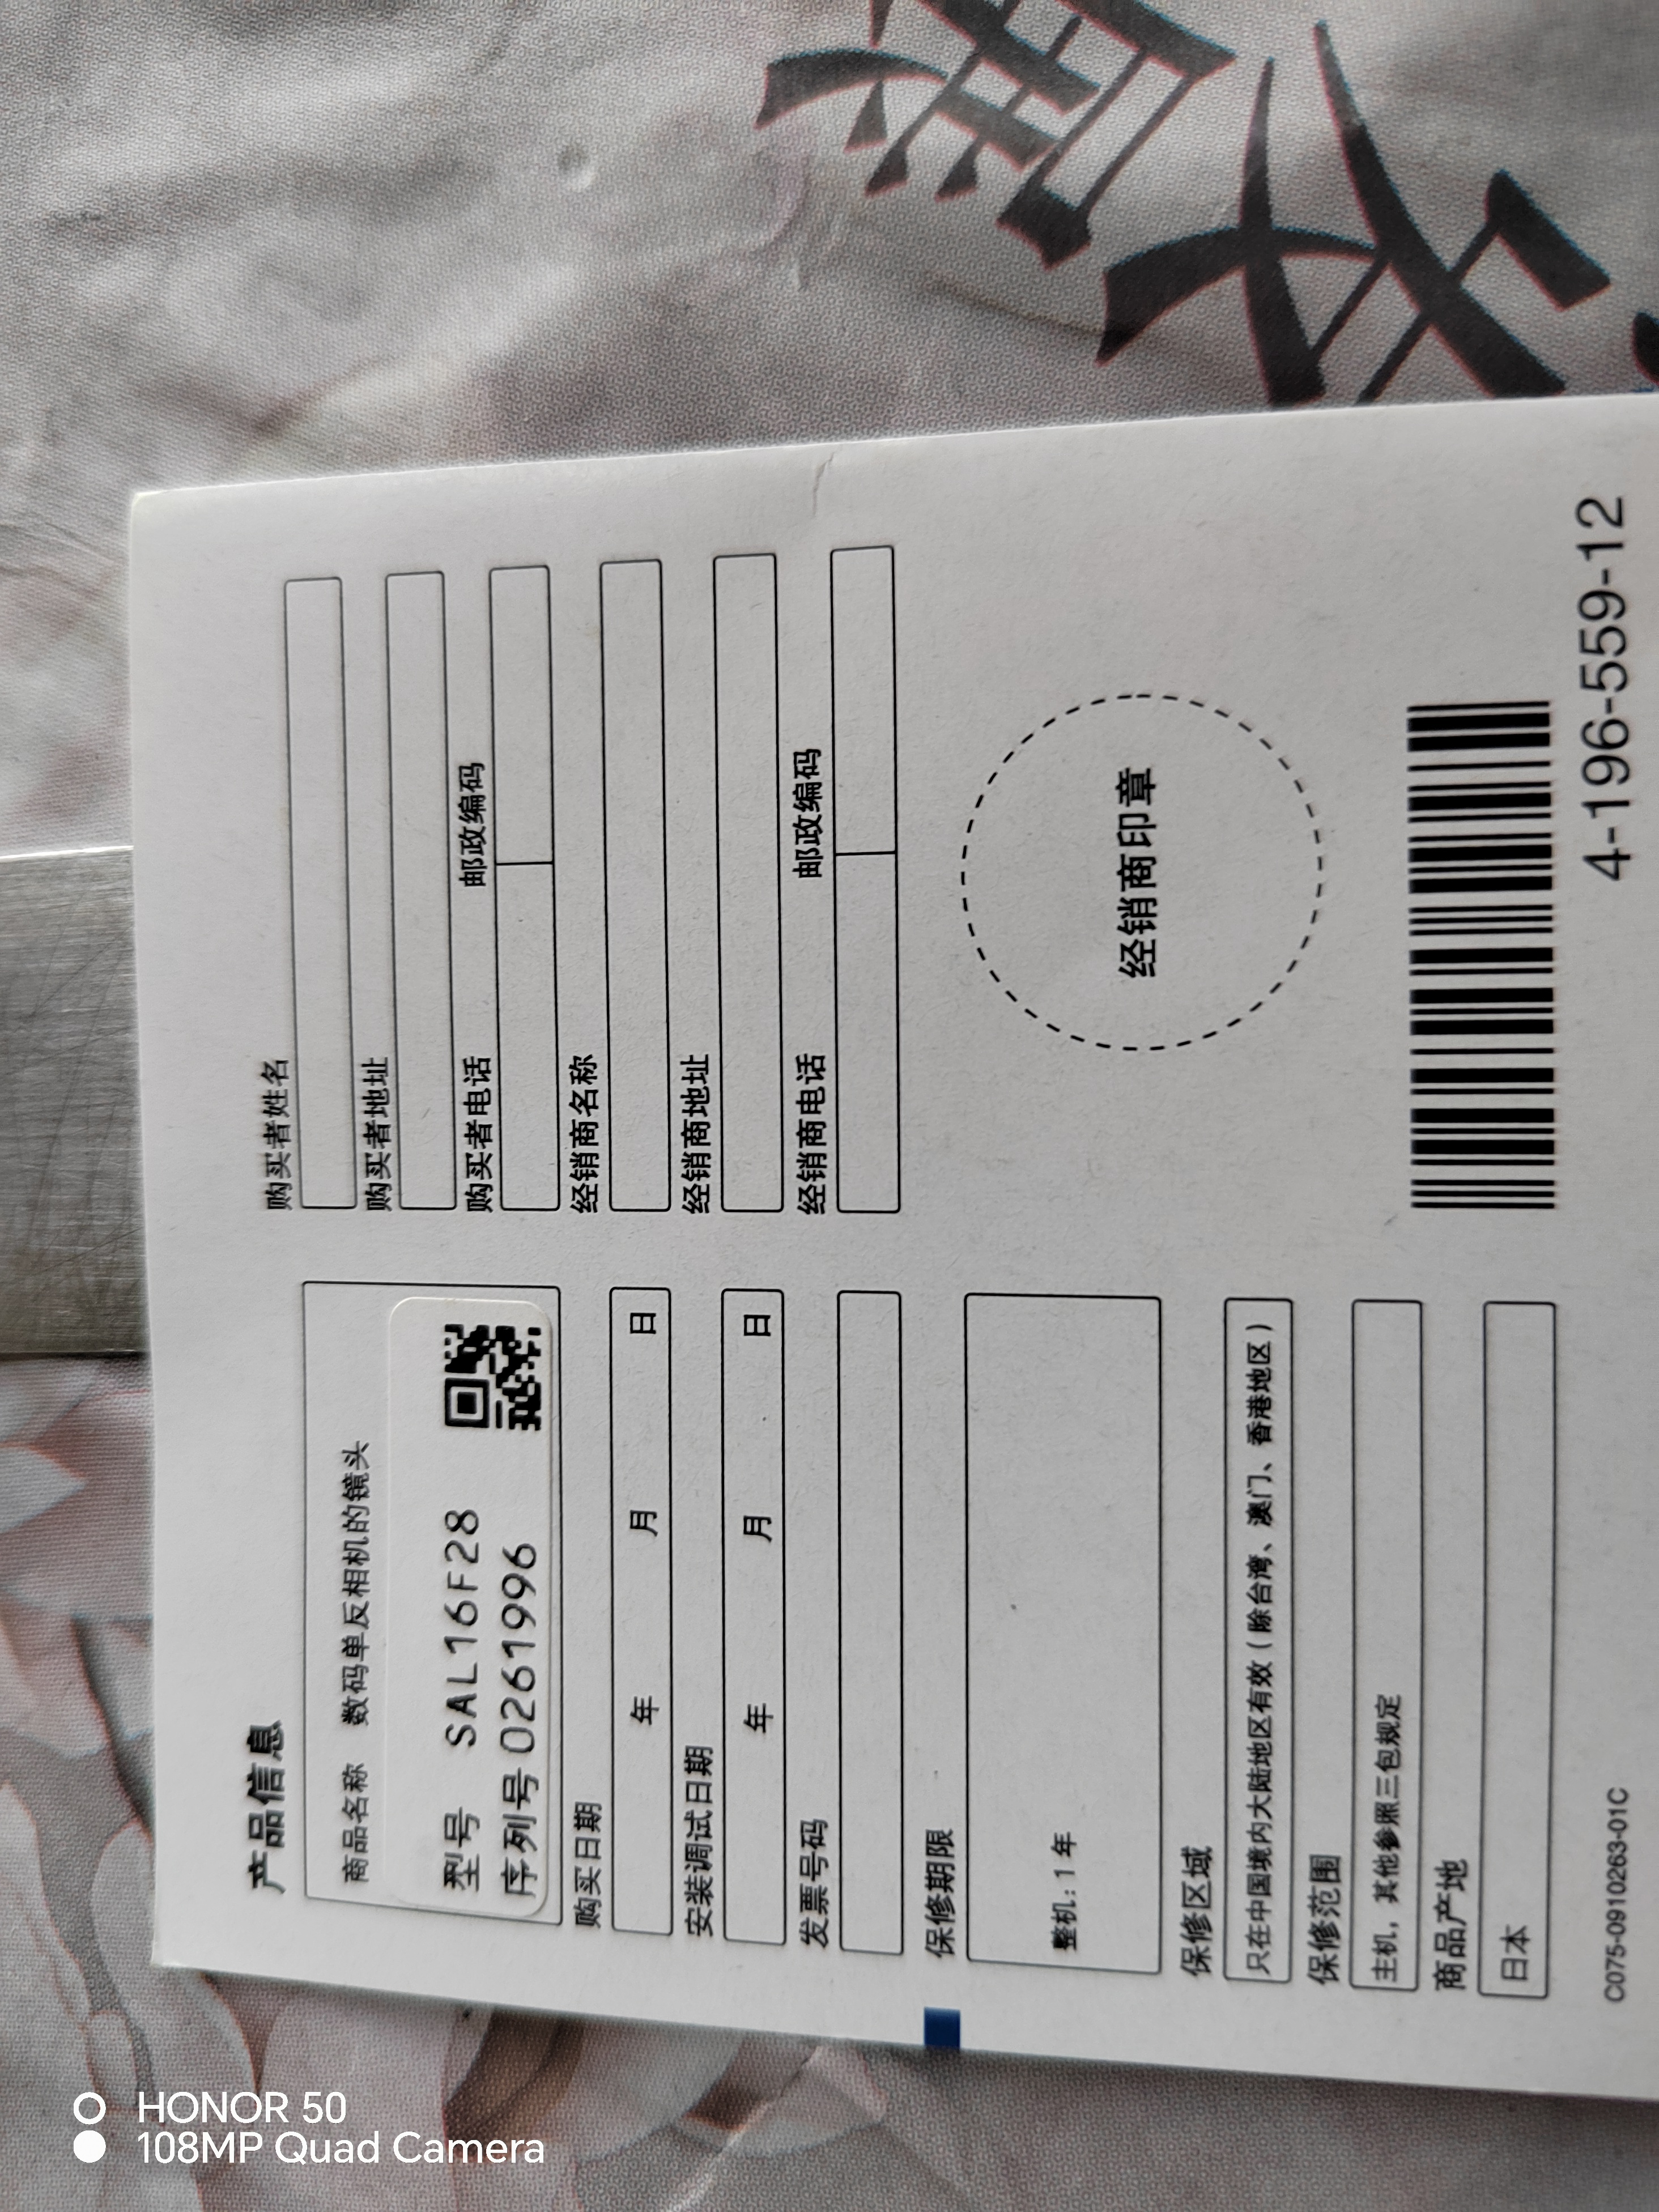 产品信息
商品名称 数码单反相机的镜头
型号 SAL16F28
序列号 0261996
购买日期
年 月 日
安装调试日期
年 月 日
发票号码
保修期限
整机：1年
保修区域
只在中国境内大陆地区有效（除台湾、澳门、香港地区）
保修范围
主机，其他参照三包规定
商品产地
日本
C075-0910263-01C
购买者姓名
购买者地址
购买者电话 邮政编码
经销商名称
经销商地址
经销商电话 邮政编码
经销商印章
4-196-559-12
HONOR 50
108MP Quad Camera